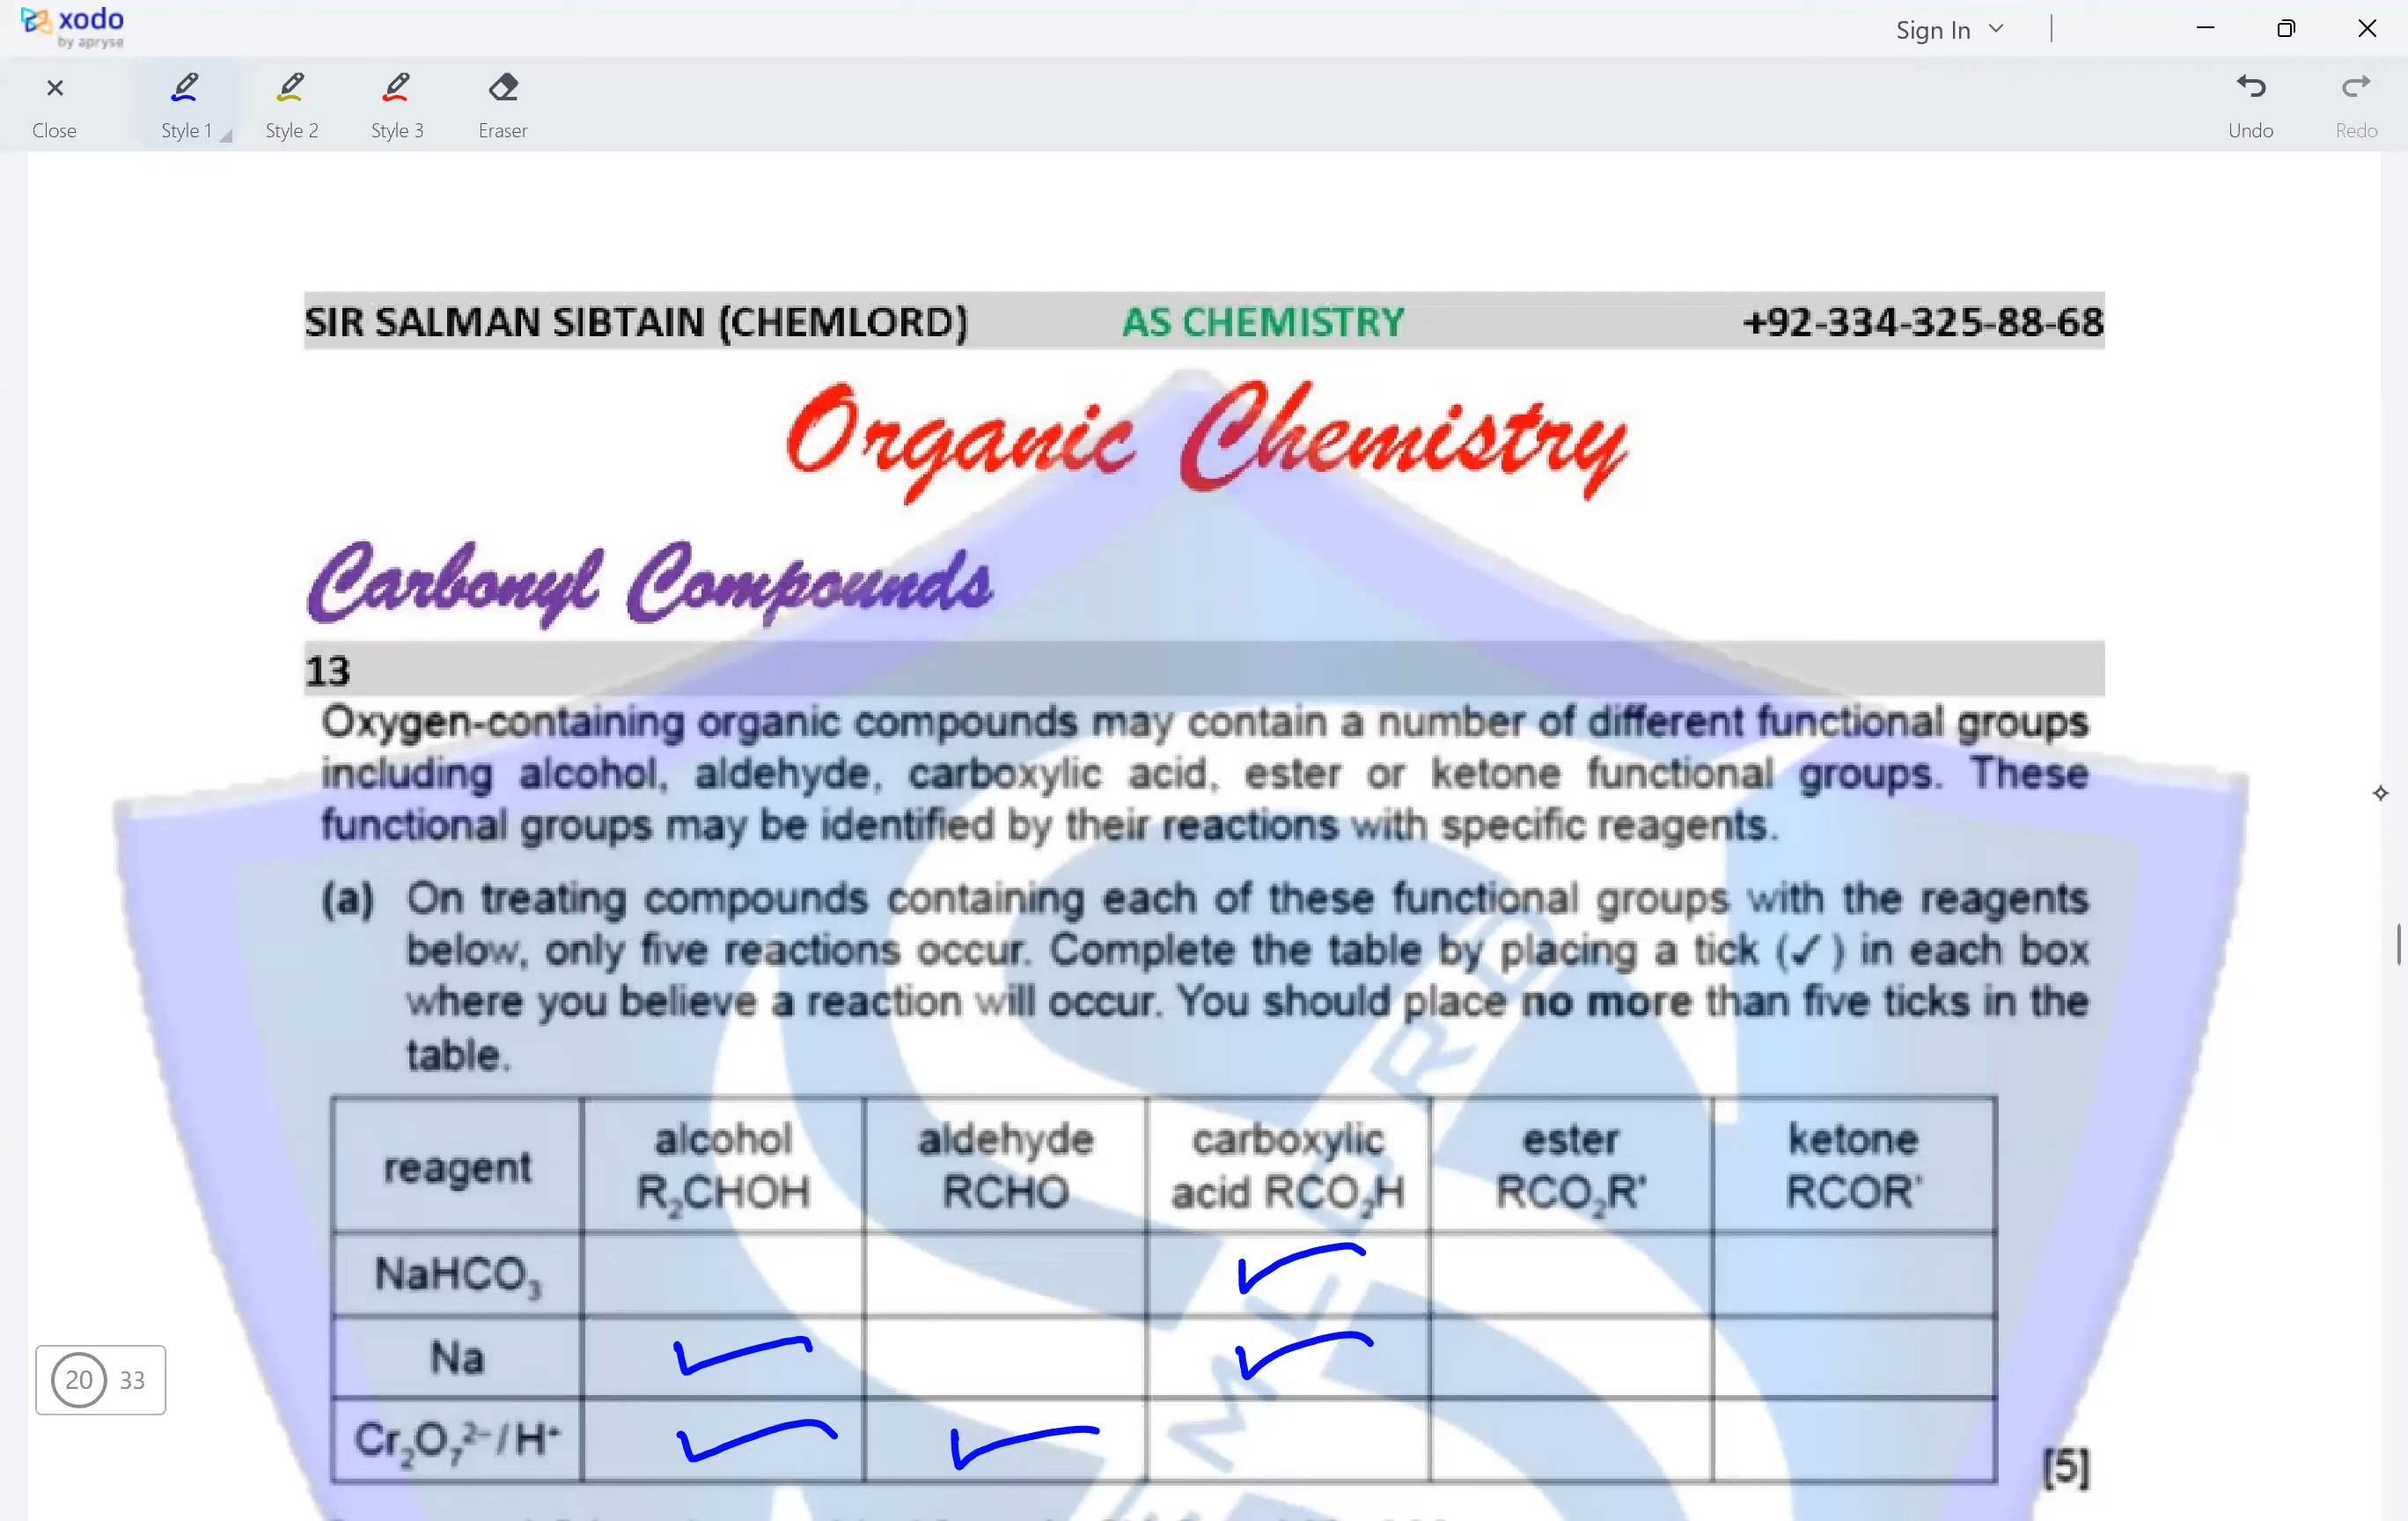 xodo
by apryse
Sign In
Close
Style 1
Style 2
Style 3
Eraser
Undo
Redo
SIR SALMAN SIBTAIN (CHEMLORD) AS CHEMISTRY +92-334-325-88-68
Organic Chemistry
Carbonyl Compounds
13
Oxygen-containing organic compounds may contain a number of different functional groups
including alcohol, aldehyde, carboxylic acid, ester or ketone functional groups. These
functional groups may be identified by their reactions with specific reagents.
(a) On treating compounds containing each of these functional groups with the reagents
below, only five reactions occur. Complete the table by placing a tick (✓) in each box
where you believe a reaction will occur. You should place no more than five ticks in the
table.
reagent
alcohol
R₂CHOH
aldehyde
RCHO
carboxylic
acid RCO₂H
ester
RCO₂R'
ketone
RCOR'
NaHCO₃ ✓
Na ✓ ✓
Cr₂O₇²⁻/H⁺ ✓ ✓
[5]
20 33